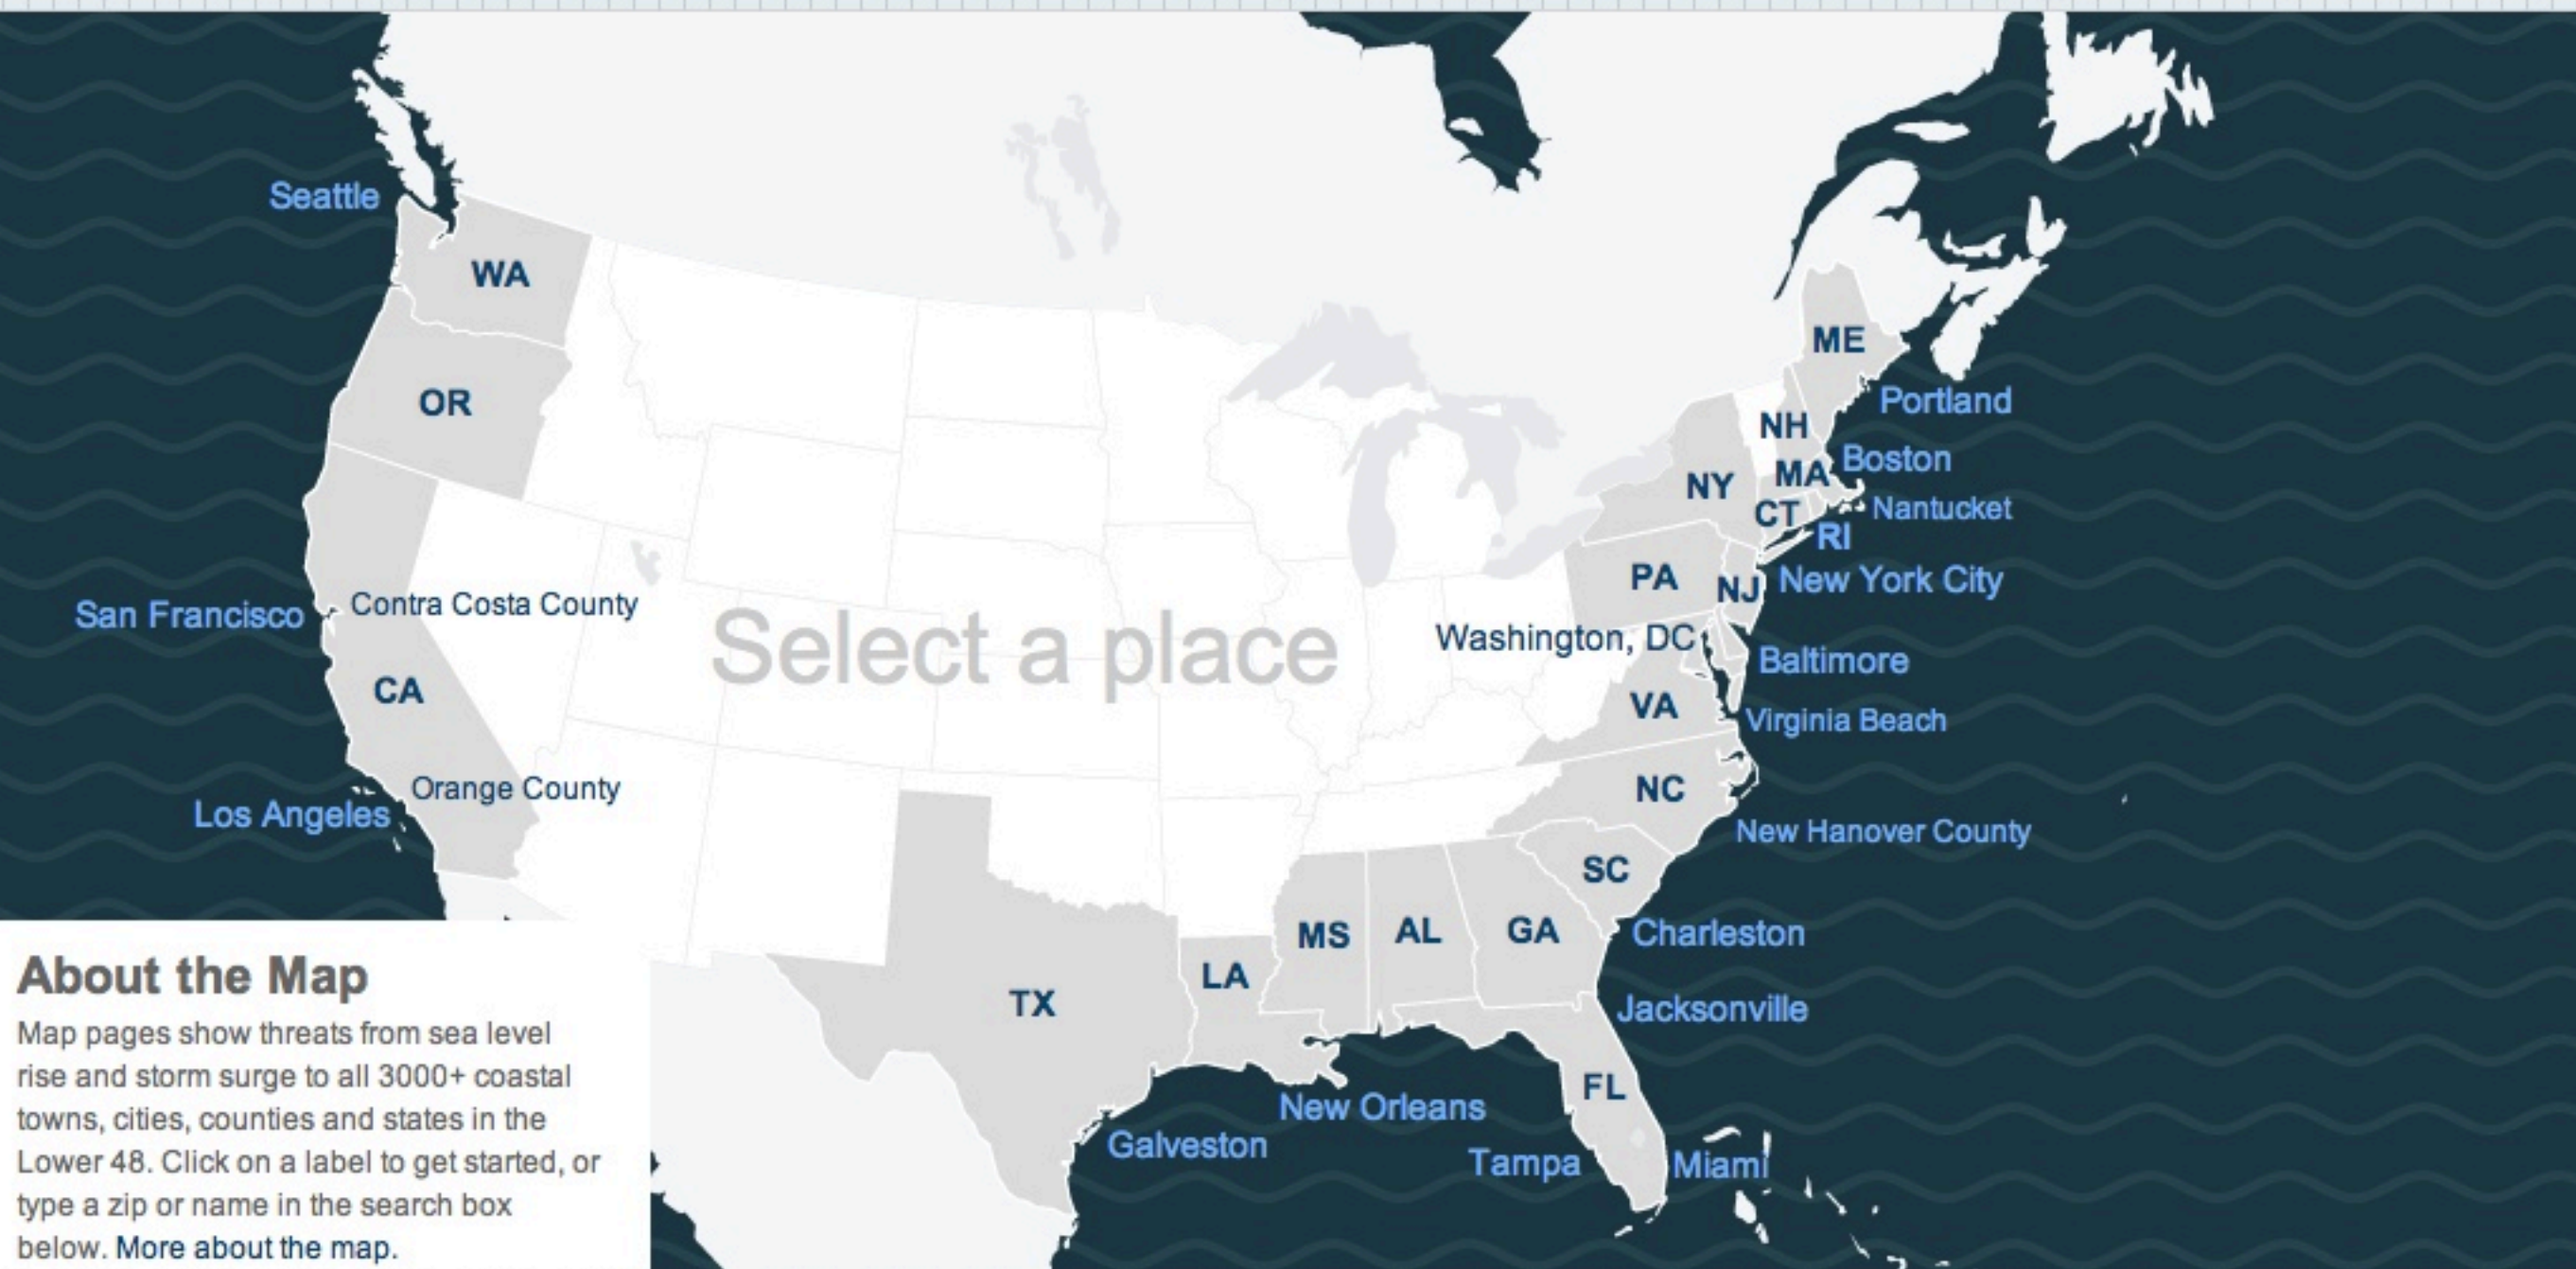 Seattle
WA
ME
OR
Portland
NH
Boston
MA
NY
Nantucket
CT
RI
PA
NJ
New York City
San Francisco
Contra Costa County
Select a place
Washington, DC
Baltimore
CA
VA
Virginia Beach
Orange County
NC
Los Angeles
New Hanover County
SC
MS
AL
GA
Charleston
LA
TX
Jacksonville
FL
New Orleans
Galveston
Tampa
Miami
About the Map
Map pages show threats from sea level
rise and storm surge to all 3000+ coastal
towns, cities, counties and states in the
Lower 48. Click on a label to get started, or
type a zip or name in the search box
below. More about the map.